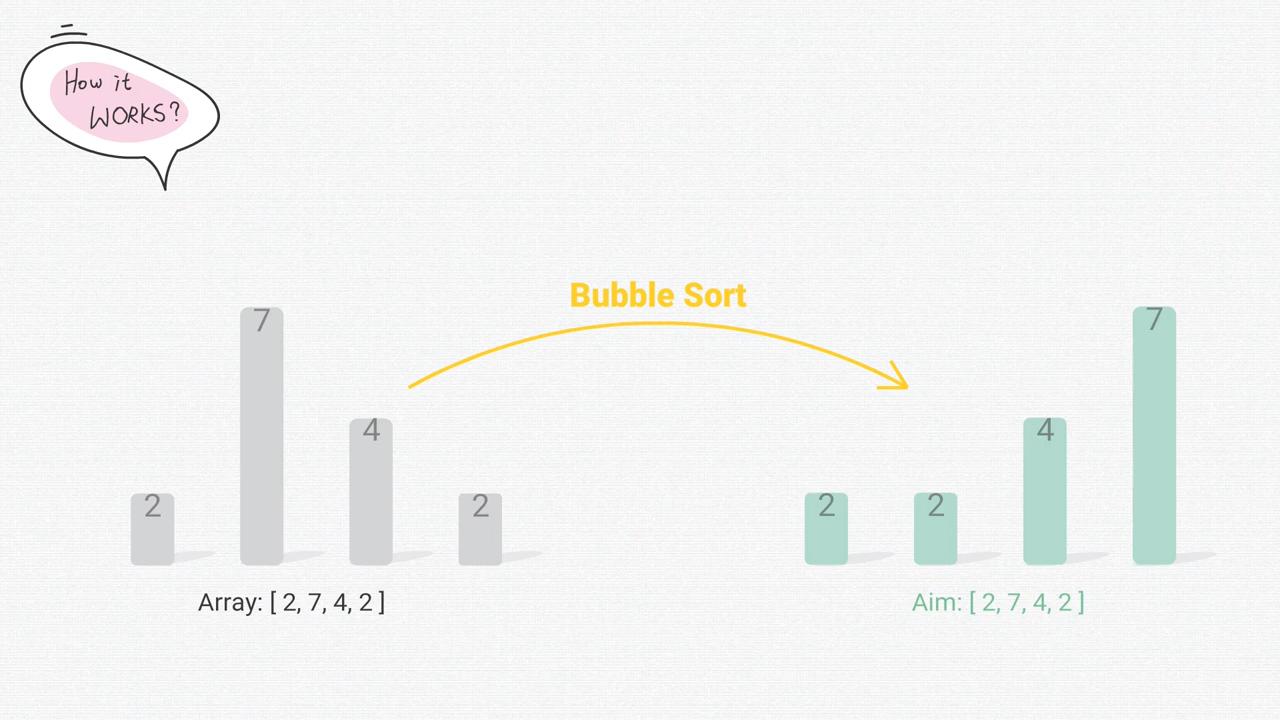 How it
WORKS?
Bubble Sort
7
4
2
2
7
4
2
2
Array: [ 2, 7, 4, 2 ]
Aim: [ 2, 7, 4, 2 ]